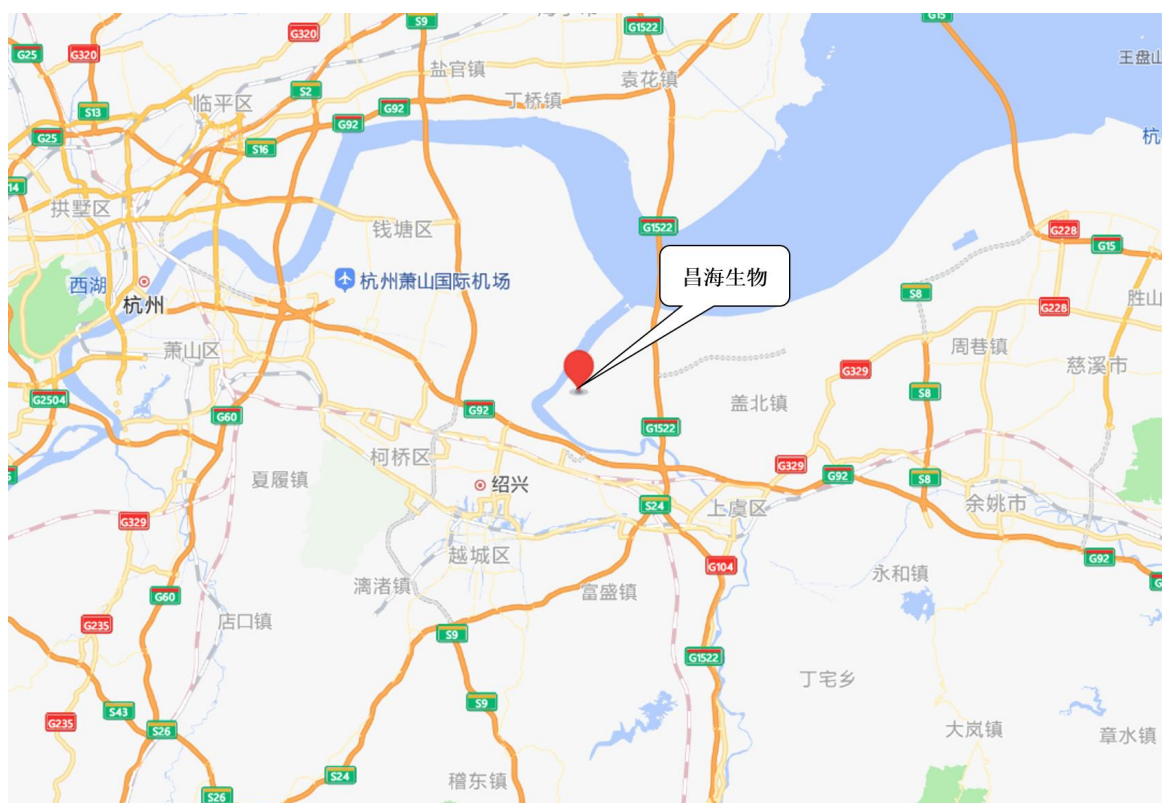 S9
G15
G320
G1522
G25
G320
王盘山
盐官镇
袁花镇
S2
丁桥镇
临平区
S13
G92
G92
G25
杭
S16
14
拱墅区
钱塘区
G1522
G228
G15
西湖
杭州萧山国际机场
昌海生物
杭州
S8
胜山
G228
萧山区
周巷镇
慈溪市
G329
G2504
S8
盖北镇
G92
G60
G1522
柯桥区
G329
夏履镇
绍兴
G92
S8
S24
上虞区
余姚市
G329
越城区
G92
G104
永和镇
漓渚镇
富盛镇
G60
店口镇
G235
S9
G1522
丁宅乡
S9
S43
G235
S26
大岚镇
章水镇
S24
稽东镇
S26